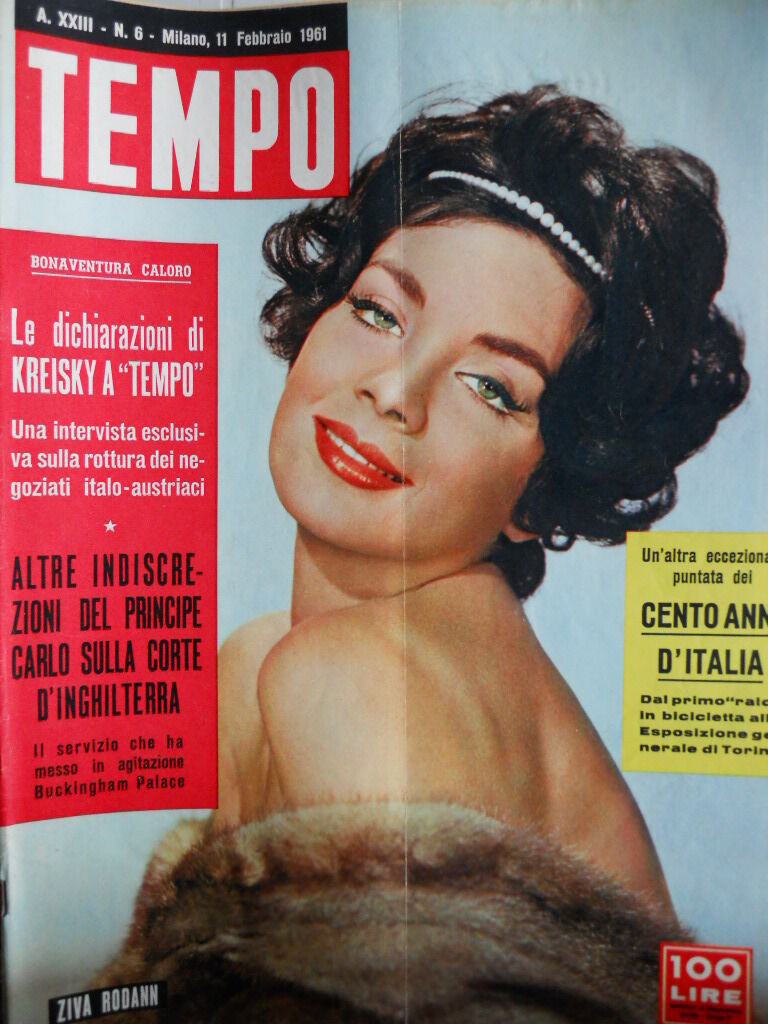 A. XXIII - N. 6 - Milano, 11 Febbraio 1961
TEMPO
BONAVENTURA CALORO
Le dichiarazioni di
KREISKY A "TEMPO"
Una intervista esclusi-
va sulla rottura dei ne-
goziati italo-austriaci
ALTRE INDISCRE-
ZIONI DEL PRINCIPE
CARLO SULLA CORTE
D'INGHILTERRA
Il servizio che ha
messo in agitazione
Buckingham Palace
Un'altra ecceziona
puntata dei
CENTO ANN
D'ITALIA
Dal primo "raid
in bicicletta all
Esposizione ge
nerale di Torin
ZIVA RODANN
100
LIRE